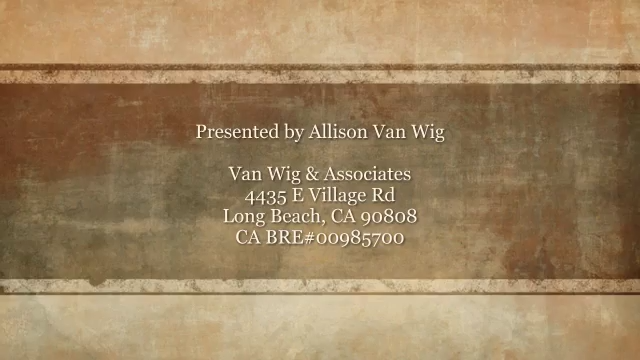 Presented by Allison Van Wig
Van Wig & Associates
4435 E Village Rd
Long Beach, CA 90808
CA BRE#00985700